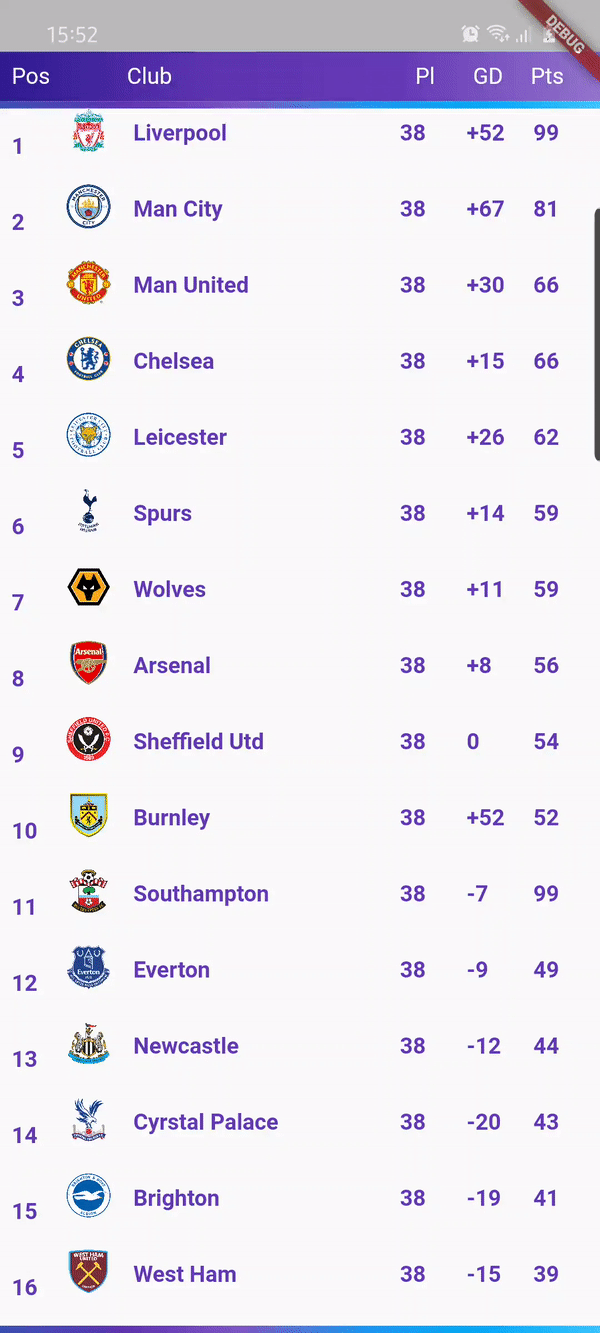 15:52
DEBUG
Pos Club Pl GD Pts
1 Liverpool 38 +52 99
2 Man City 38 +67 81
3 Man United 38 +30 66
4 Chelsea 38 +15 66
5 Leicester 38 +26 62
6 Spurs 38 +14 59
7 Wolves 38 +11 59
8 Arsenal 38 +8 56
9 Sheffield Utd 38 0 54
10 Burnley 38 +52 52
11 Southampton 38 -7 99
12 Everton 38 -9 49
13 Newcastle 38 -12 44
14 Cyrstal Palace 38 -20 43
15 Brighton 38 -19 41
16 West Ham 38 -15 39